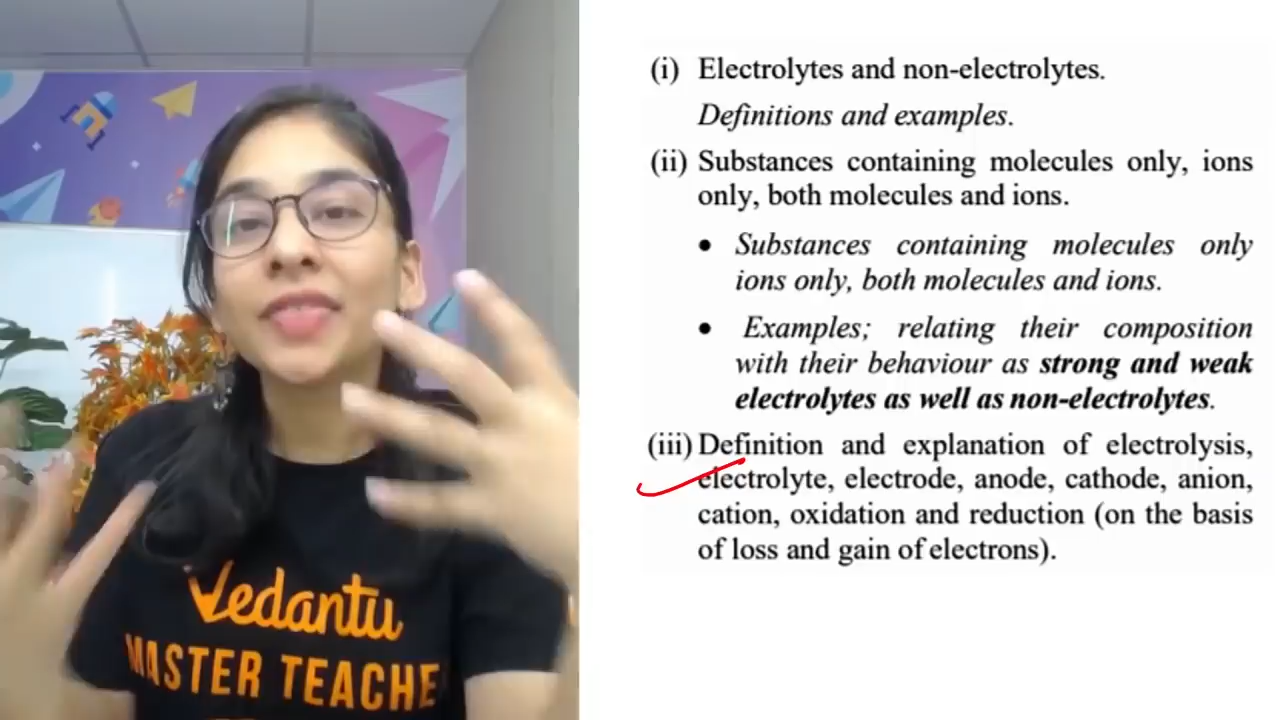 (i) Electrolytes and non-electrolytes.
Definitions and examples.
(ii) Substances containing molecules only, ions
only, both molecules and ions.
• Substances containing molecules only
ions only, both molecules and ions.
• Examples; relating their composition
with their behaviour as strong and weak
electrolytes as well as non-electrolytes.
(iii) Definition and explanation of electrolysis,
electrolyte, electrode, anode, cathode, anion,
cation, oxidation and reduction (on the basis
of loss and gain of electrons).
Vedantu
MASTER TEACHE